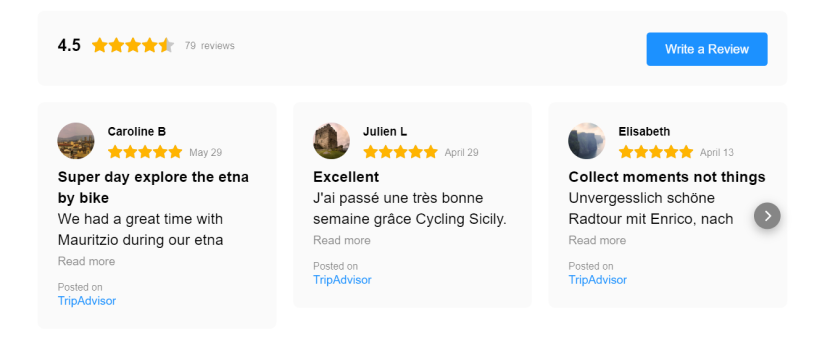 4.5 79 reviews
Write a Review
Caroline B
May 29
Super day explore the etna
by bike
We had a great time with
Mauritzio during our etna
Read more
Posted on
TripAdvisor
Julien L
April 29
Excellent
J'ai passé une très bonne
semaine grâce Cycling Sicily.
Read more
Posted on
TripAdvisor
Elisabeth
April 13
Collect moments not things
Unvergesslich schöne
Radtour mit Enrico, nach
Read more
Posted on
TripAdvisor